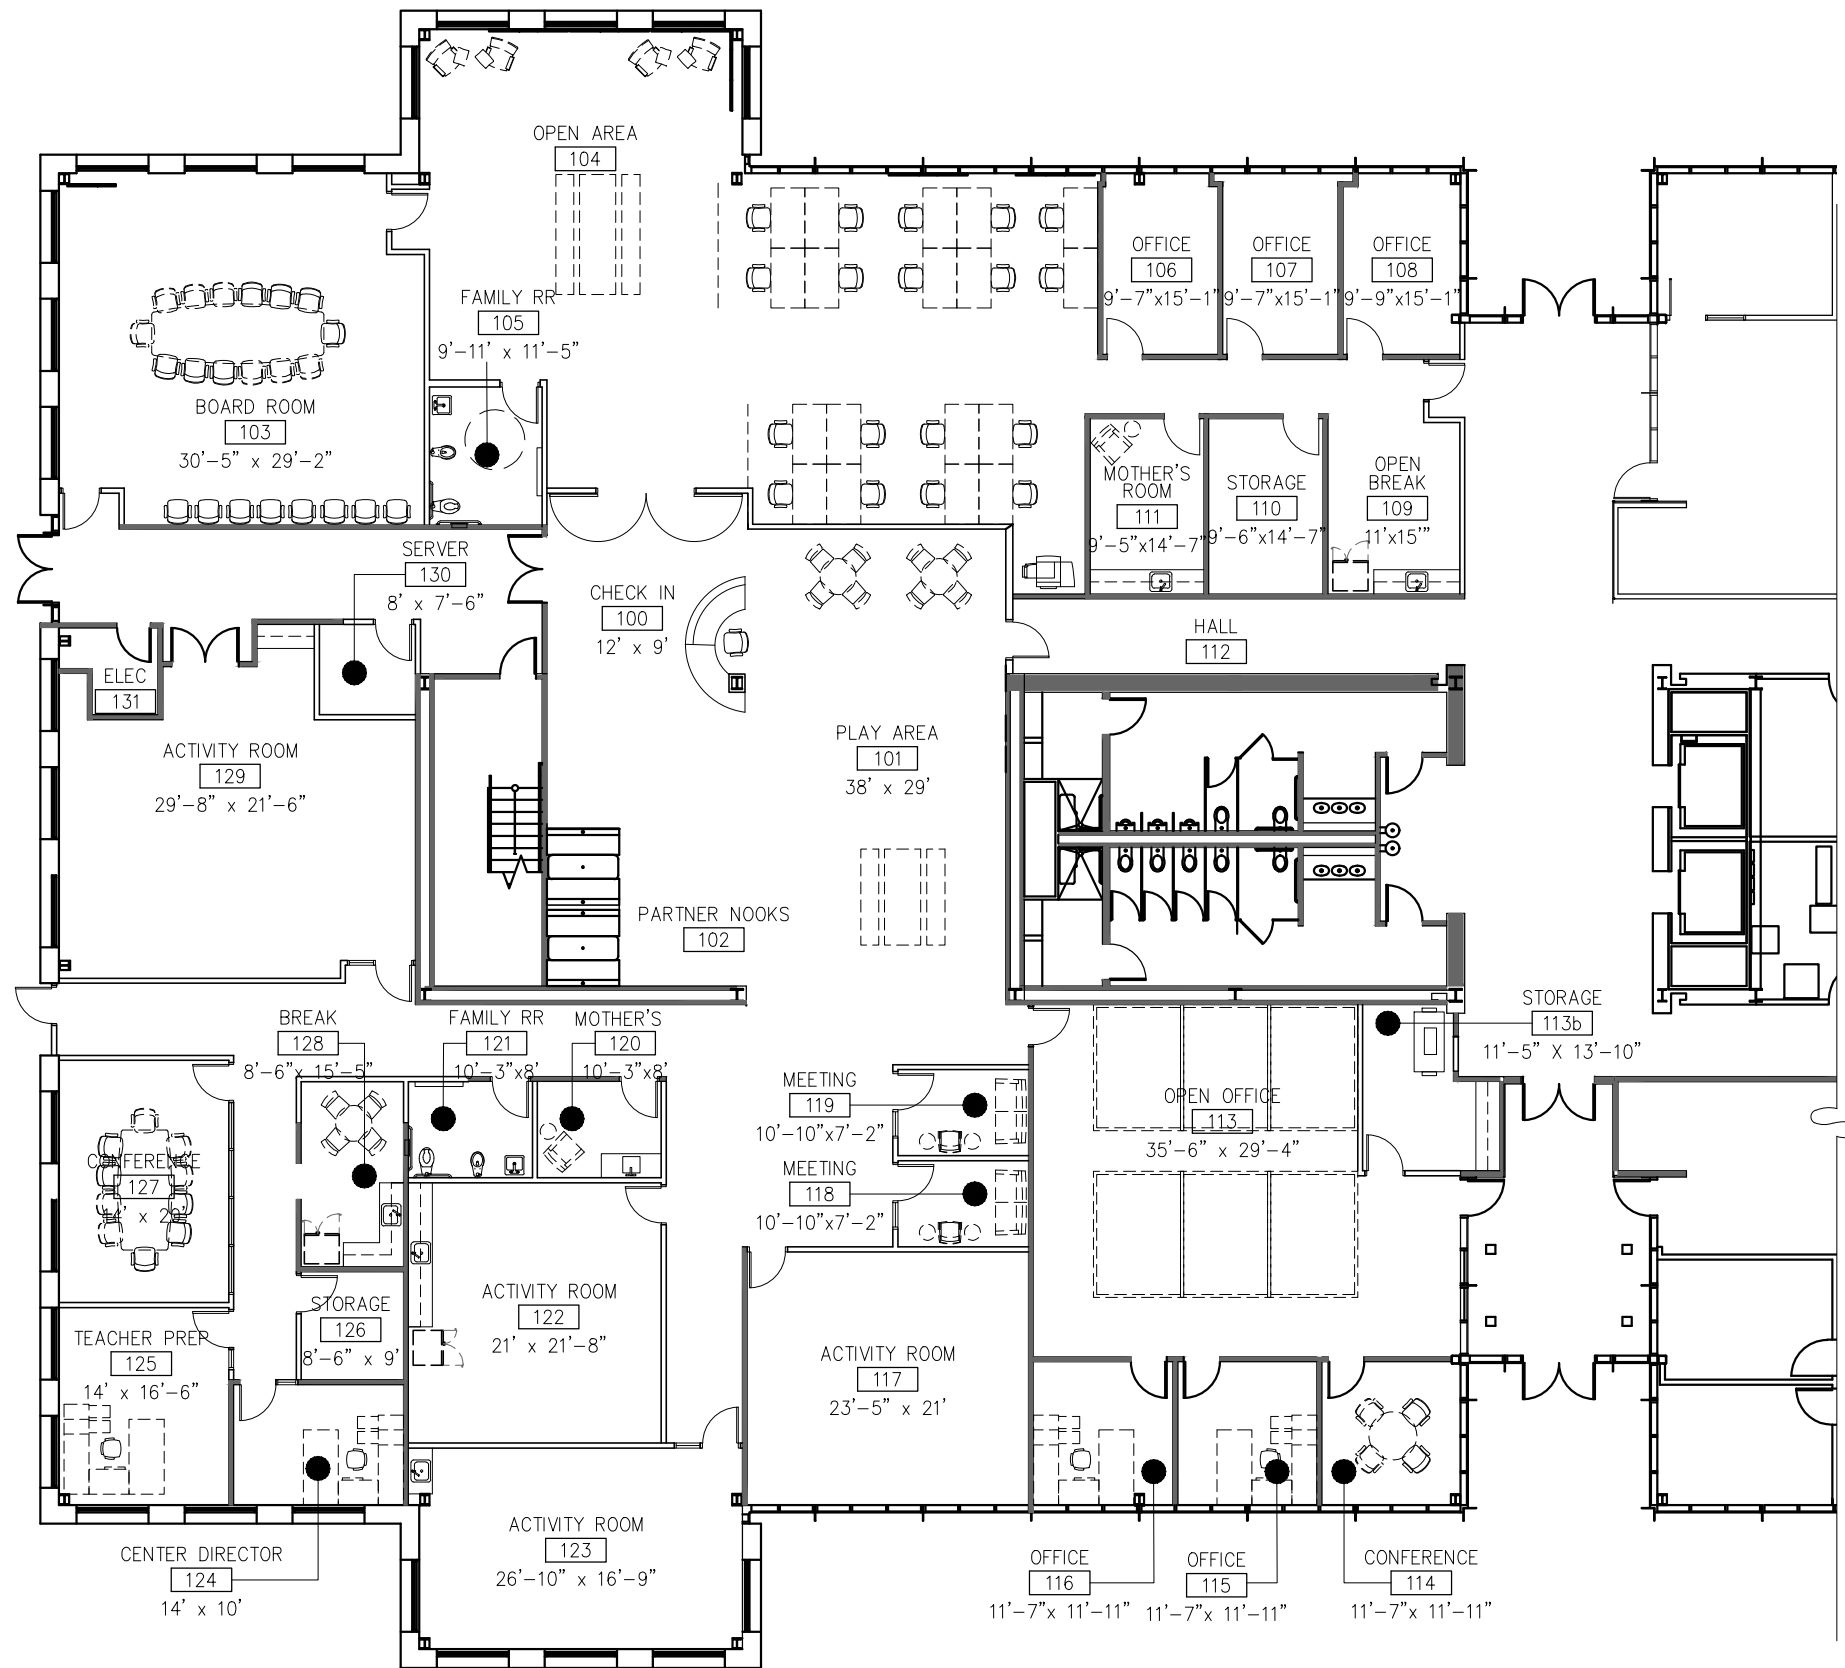 OPEN AREA
104
OFFICE
106
9'-7"x15'-1"
OFFICE
107
9'-7"x15'-1"
OFFICE
108
9'-9"x15'-1"
FAMILY RR
105
9'-11' x 11'-5"
BOARD ROOM
103
30'-5" x 29'-2"
MOTHER'S
ROOM
111
9'-5"x14'-7"
STORAGE
110
9'-6"x14'-7"
OPEN
BREAK
109
11'x15'"
SERVER
130
8' x 7'-6"
CHECK IN
100
12' x 9'
HALL
112
ELEC
131
ACTIVITY ROOM
129
29'-8" x 21'-6"
PLAY AREA
101
38' x 29'
PARTNER NOOKS
102
BREAK
128
8'-6"x 15'-5"
FAMILY RR
121
10'-3"x8'
MOTHER'S
120
10'-3"x8'
STORAGE
113b
11'-5" X 13'-10"
MEETING
119
10'-10"x7'-2"
OPEN OFFICE
113
35'-6" x 29'-4"
CONFERENCE
127
MEETING
118
10'-10"x7'-2"
ACTIVITY ROOM
122
21' x 21'-8"
STORAGE
126
8'-6" x 9'
TEACHER PREP
125
14' x 16'-6"
ACTIVITY ROOM
117
23'-5" x 21'
ACTIVITY ROOM
123
26'-10" x 16'-9"
CENTER DIRECTOR
124
14' x 10'
OFFICE
116
11'-7"x 11'-11"
OFFICE
115
11'-7"x 11'-11"
CONFERENCE
114
11'-7"x 11'-11"